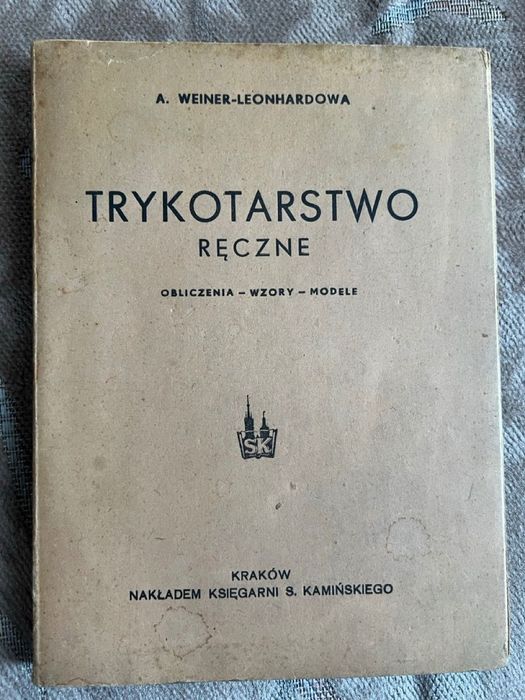 A. WEINER-LEONHARDOWA
TRYKOTARSTWO
RĘCZNE
OBLICZENIA – WZORY – MODELE
SK
KRAKÓW
NAKŁADEM KSIĘGARNI S. KAMIŃSKIEGO